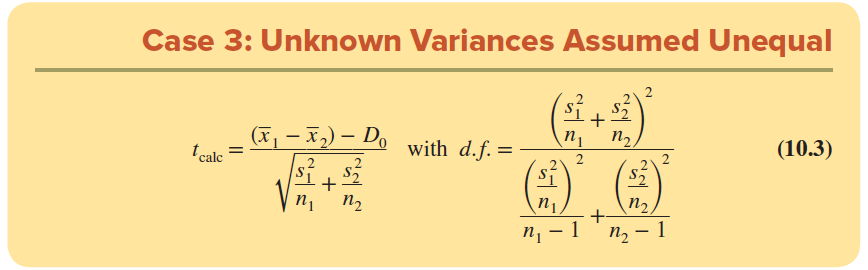 Case 3: Unknown Variances Assumed Unequal
t_calc = ((x̄₁ − x̄₂) − D₀) / √(s₁²/n₁ + s₂²/n₂) with d.f. = (s₁²/n₁ + s₂²/n₂)² / ((s₁²/n₁)²/(n₁ − 1) + (s₂²/n₂)²/(n₂ − 1)) (10.3)